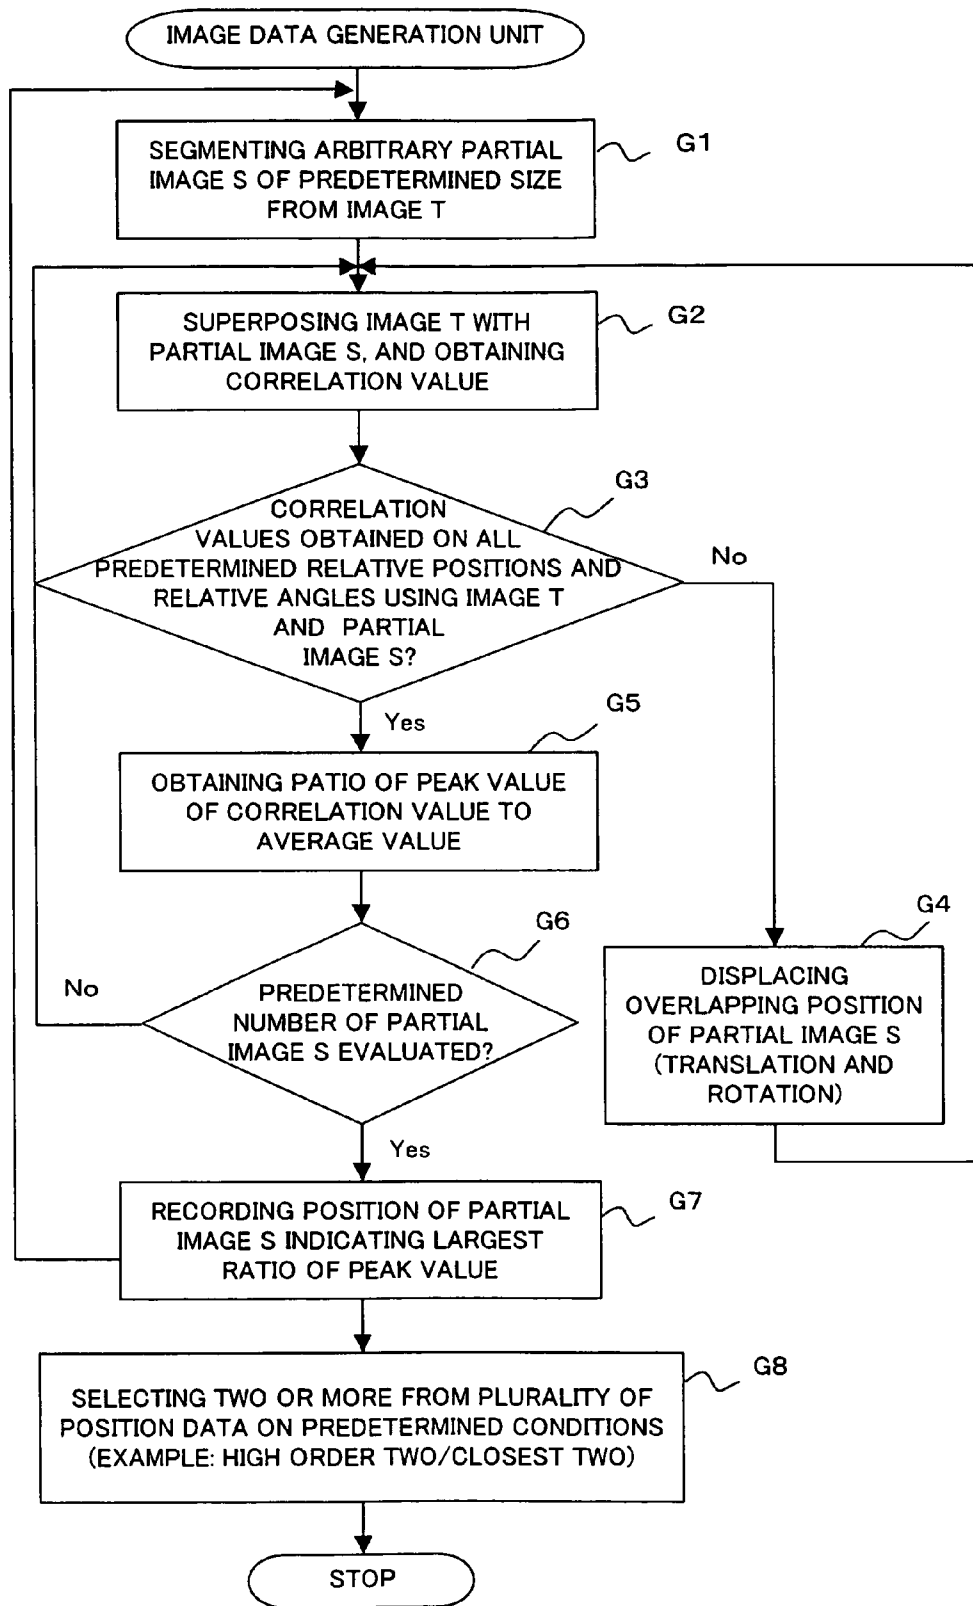 IMAGE DATA GENERATION UNIT
SEGMENTING ARBITRARY PARTIAL
IMAGE S OF PREDETERMINED SIZE
FROM IMAGE T
G1
SUPERPOSING IMAGE T WITH
PARTIAL IMAGE S, AND OBTAINING
CORRELATION VALUE
G2
CORRELATION
VALUES OBTAINED ON ALL
PREDETERMINED RELATIVE POSITIONS AND
RELATIVE ANGLES USING IMAGE T
AND PARTIAL
IMAGE S?
G3
No
Yes
OBTAINING PATIO OF PEAK VALUE
OF CORRELATION VALUE TO
AVERAGE VALUE
G5
G4
DISPLACING
OVERLAPPING POSITION
OF PARTIAL IMAGE S
(TRANSLATION AND
ROTATION)
PREDETERMINED
NUMBER OF PARTIAL
IMAGE S EVALUATED?
G6
No
Yes
RECORDING POSITION OF PARTIAL
IMAGE S INDICATING LARGEST
RATIO OF PEAK VALUE
G7
SELECTING TWO OR MORE FROM PLURALITY OF
POSITION DATA ON PREDETERMINED CONDITIONS
(EXAMPLE: HIGH ORDER TWO/CLOSEST TWO)
G8
STOP